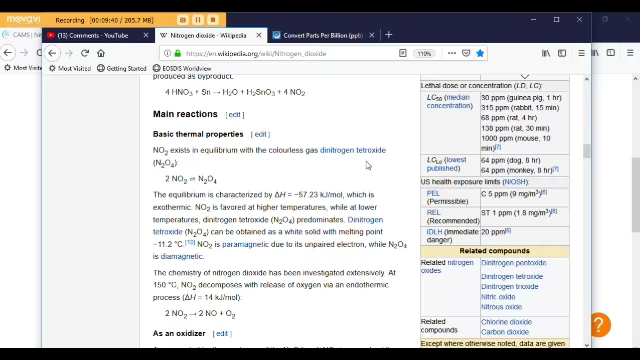 movavi
Recording 00:09:40 / 205.7 MB
CAMS | N
(7) Comments - YouTube
Nitrogen dioxide - Wikipedia
Convert Parts Per Billion (ppb)
https://en.wikipedia.org/wiki/Nitrogen_dioxide
110%
Most Visited
Most Visited Getting Started EOSDIS Worldview
produced as byproduct.
4 HNO₃ + Sn → H₂O + H₂SnO₃ + 4 NO₂
Main reactions [edit]
Basic thermal properties [edit]
NO₂ exists in equilibrium with the colourless gas dinitrogen tetroxide
(N₂O₄):
2 NO₂ ⇌ N₂O₄
The equilibrium is characterized by ΔH = −57.23 kJ/mol, which is
exothermic. NO₂ is favored at higher temperatures, while at lower
temperatures, dinitrogen tetroxide (N₂O₄) predominates. Dinitrogen
tetroxide (N₂O₄) can be obtained as a white solid with melting point
−11.2 °C.[10] NO₂ is paramagnetic due to its unpaired electron, while N₂O₄
is diamagnetic.
The chemistry of nitrogen dioxide has been investigated extensively. At
150 °C, NO₂ decomposes with release of oxygen via an endothermic
process (ΔH = 14 kJ/mol):
2 NO₂ → 2 NO + O₂
As an oxidizer [edit]
Lethal dose or concentration (LD, LC):
LC₅₀ (median concentration)
30 ppm (guinea pig, 1 hr)
315 ppm (rabbit, 15 min)
68 ppm (rat, 4 hr)
138 ppm (rat, 30 min)
1000 ppm (mouse, 10
min)[7]
LCLo (lowest published)
64 ppm (dog, 8 hr)
64 ppm (monkey, 8 hr)[7]
US health exposure limits (NIOSH):
PEL (Permissible)
C 5 ppm (9 mg/m³)[6]
REL (Recommended)
ST 1 ppm (1.8 mg/m³)[6]
IDLH (Immediate danger)
20 ppm[6]
Related compounds
Related nitrogen oxides
Dinitrogen pentoxide
Dinitrogen tetroxide
Dinitrogen trioxide
Nitric oxide
Nitrous oxide
Related compounds
Chlorine dioxide
Carbon dioxide
Except where otherwise noted, data are given
?